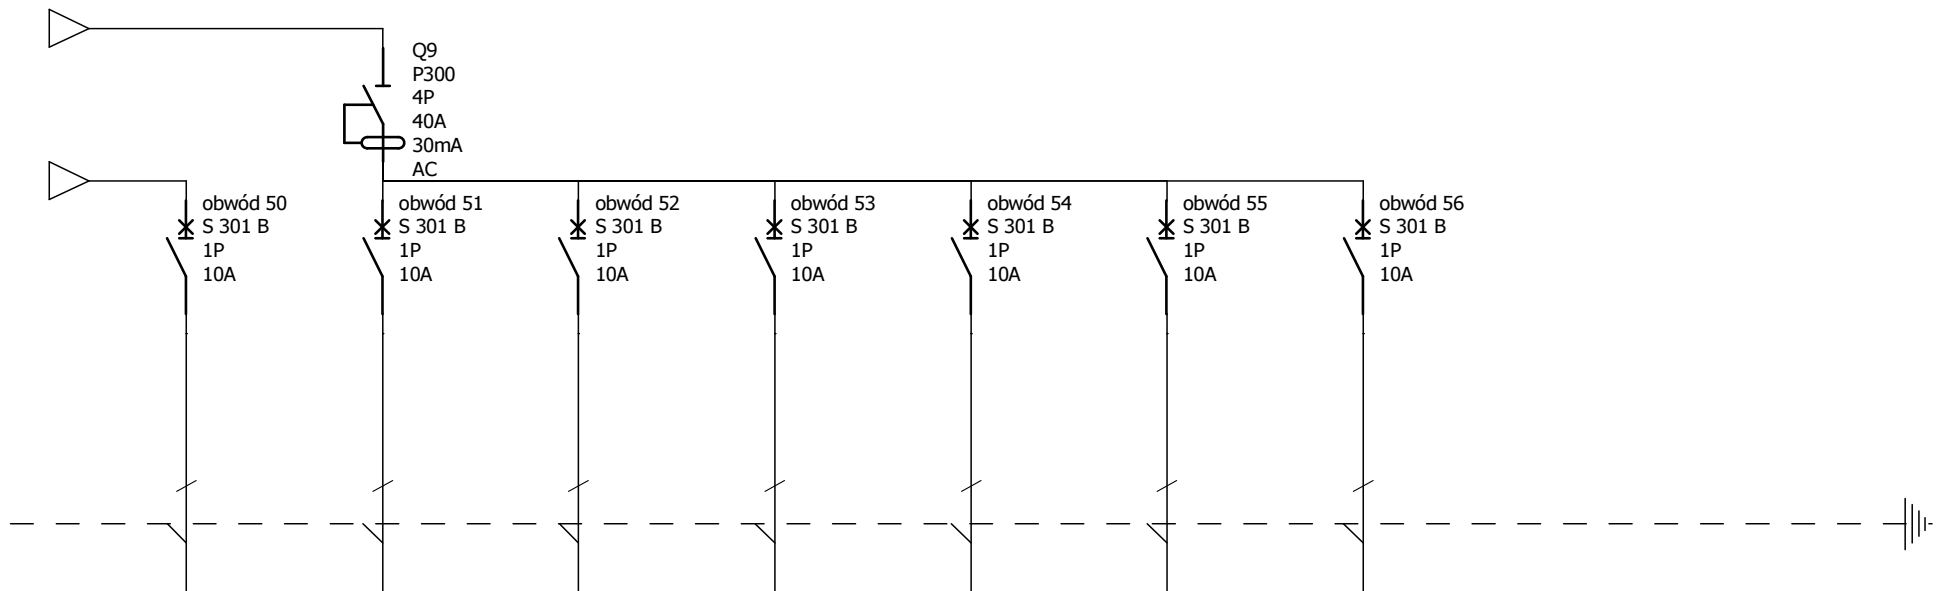 Q9
P300
4P
40A
30mA
AC
obwód 50
S 301 B
1P
10A
obwód 51
S 301 B
1P
10A
obwód 52
S 301 B
1P
10A
obwód 53
S 301 B
1P
10A
obwód 54
S 301 B
1P
10A
obwód 55
S 301 B
1P
10A
obwód 56
S 301 B
1P
10A